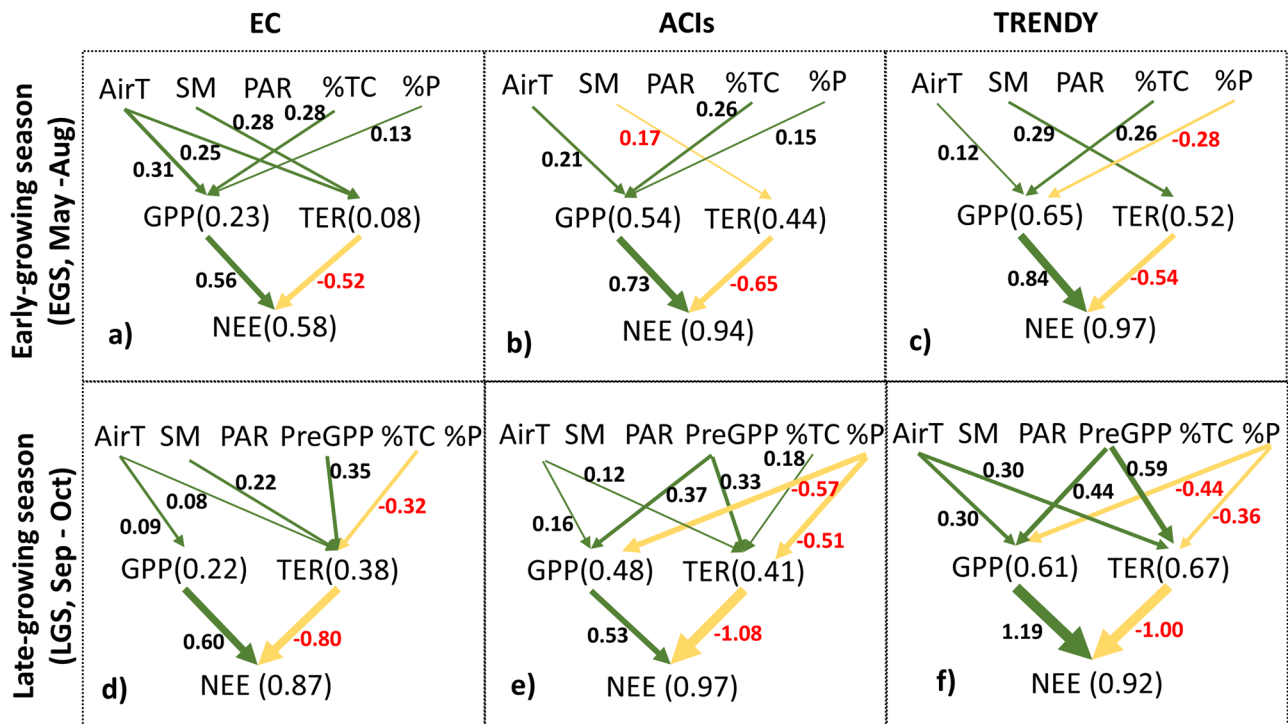 EC ACIs TRENDY
Early-growing season
(EGS, May -Aug)
AirT SM PAR %TC %P
0.28
0.28
0.13
0.25
0.31
GPP(0.23) TER(0.08)
0.56
-0.52
NEE(0.58)
a)
AirT SM PAR %TC %P
0.26
0.17
0.15
0.21
GPP(0.54) TER(0.44)
0.73
-0.65
NEE (0.94)
b)
AirT SM PAR %TC %P
0.29
0.26
-0.28
0.12
GPP(0.65) TER(0.52)
0.84
-0.54
NEE (0.97)
c)
Late-growing season
(LGS, Sep - Oct)
AirT SM PAR PreGPP %TC %P
0.35
0.22
0.08
-0.32
0.09
GPP(0.22) TER(0.38)
0.60
-0.80
NEE (0.87)
d)
AirT SM PAR PreGPP %TC %P
0.18
0.12
0.33
-0.57
0.37
0.16
-0.51
GPP(0.48) TER(0.41)
0.53
-1.08
NEE (0.97)
e)
AirT SM PAR PreGPP %TC %P
0.30
0.59
0.44
-0.44
0.30
-0.36
GPP(0.61) TER(0.67)
1.19
-1.00
NEE (0.92)
f)